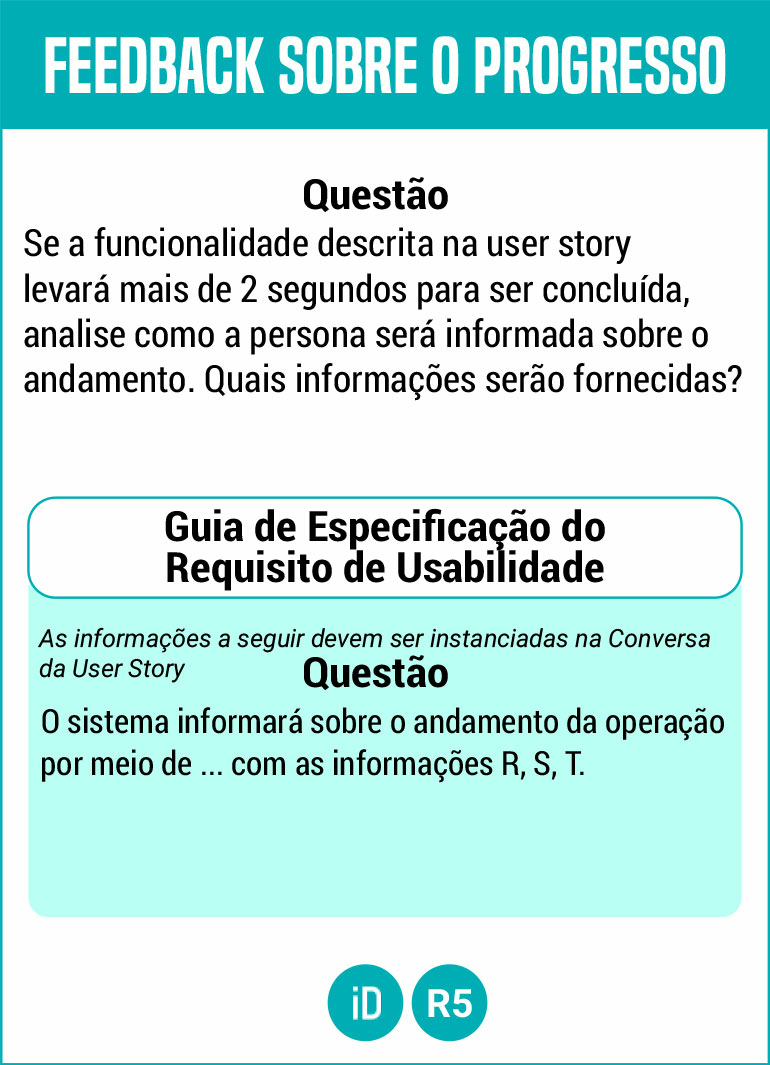 FEEDBACK SOBRE O PROGRESSO
Questão
Se a funcionalidade descrita na user story
levará mais de 2 segundos para ser concluída,
analise como a persona será informada sobre o
andamento. Quais informações serão fornecidas?
Guia de Especificação do
Requisito de Usabilidade
As informações a seguir devem ser instanciadas na Conversa
da User Story
Questão
O sistema informará sobre o andamento da operação
por meio de ... com as informações R, S, T.
iD R5